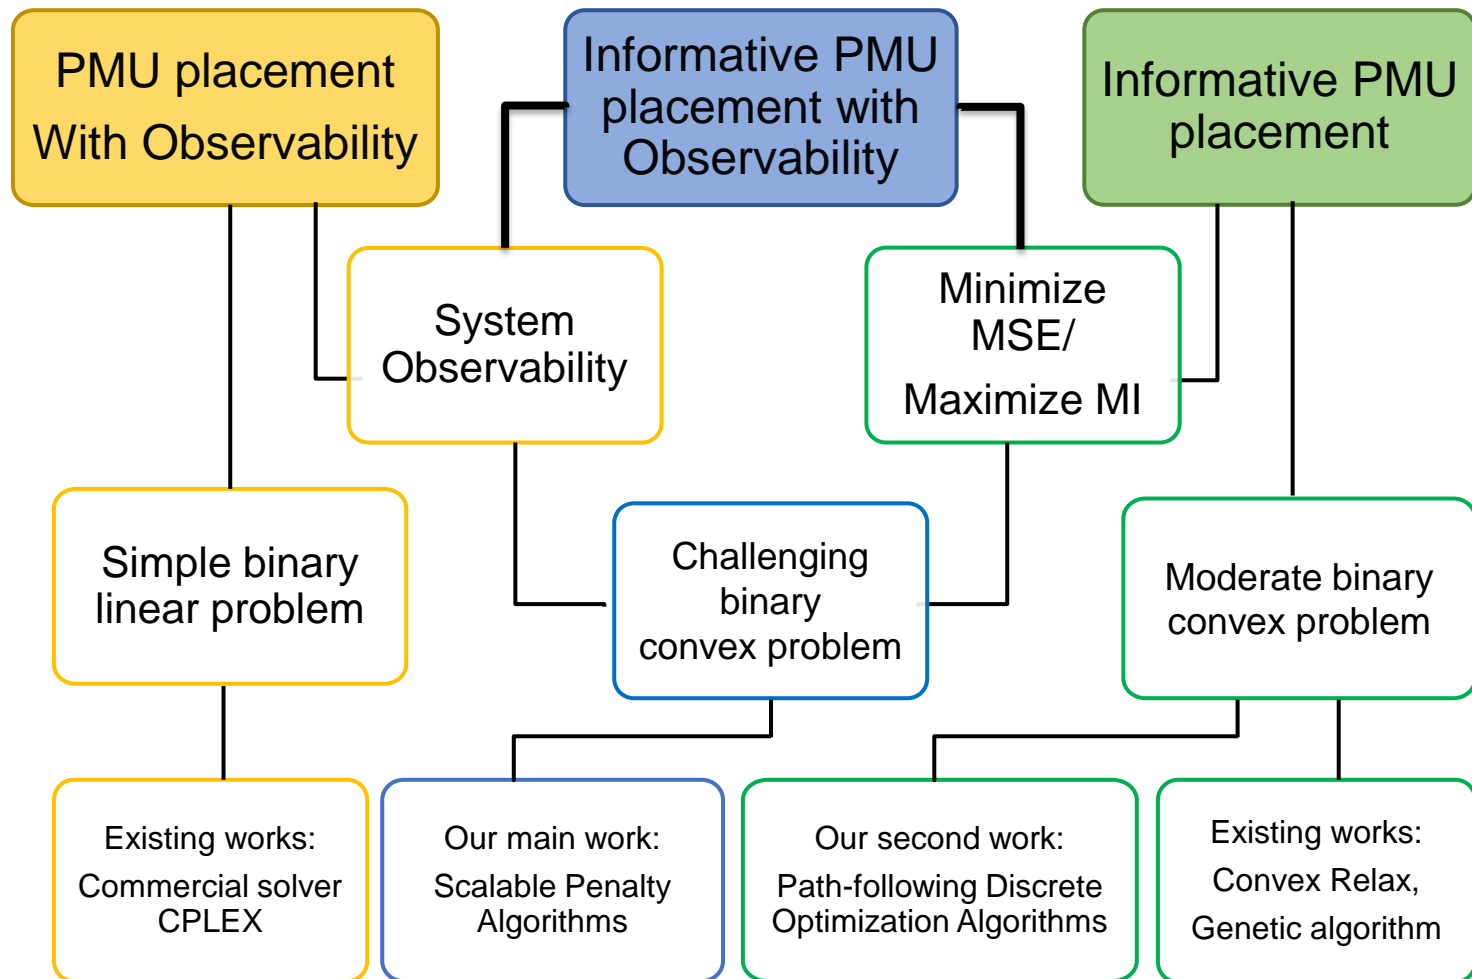 PMU placement
With Observability
Informative PMU
placement with
Observability
Informative PMU
placement
System
Observability
Minimize
MSE/
Maximize MI
Simple binary
linear problem
Challenging
binary
convex problem
Moderate binary
convex problem
Existing works:
Commercial solver
CPLEX
Our main work:
Scalable Penalty
Algorithms
Our second work:
Path-following Discrete
Optimization Algorithms
Existing works:
Convex Relax,
Genetic algorithm